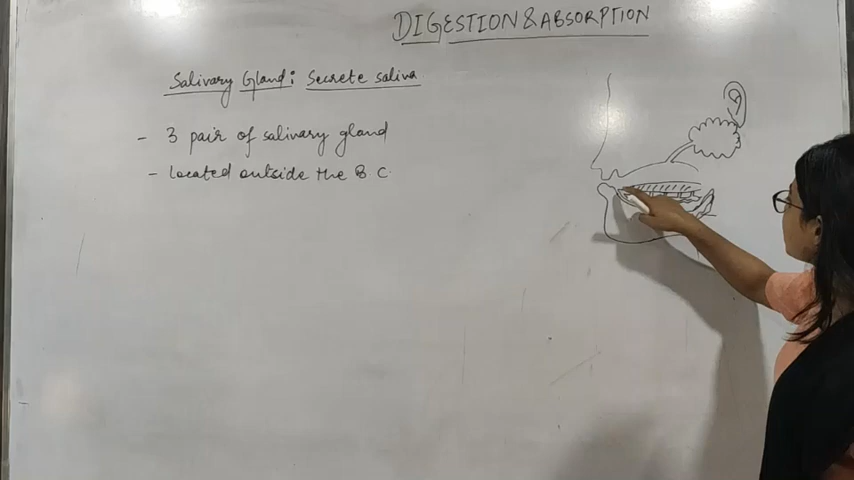 DIGESTION & ABSORPTION
Salivary Gland: Secrete saliva
- 3 pair of salivary gland
- located outside the B C.